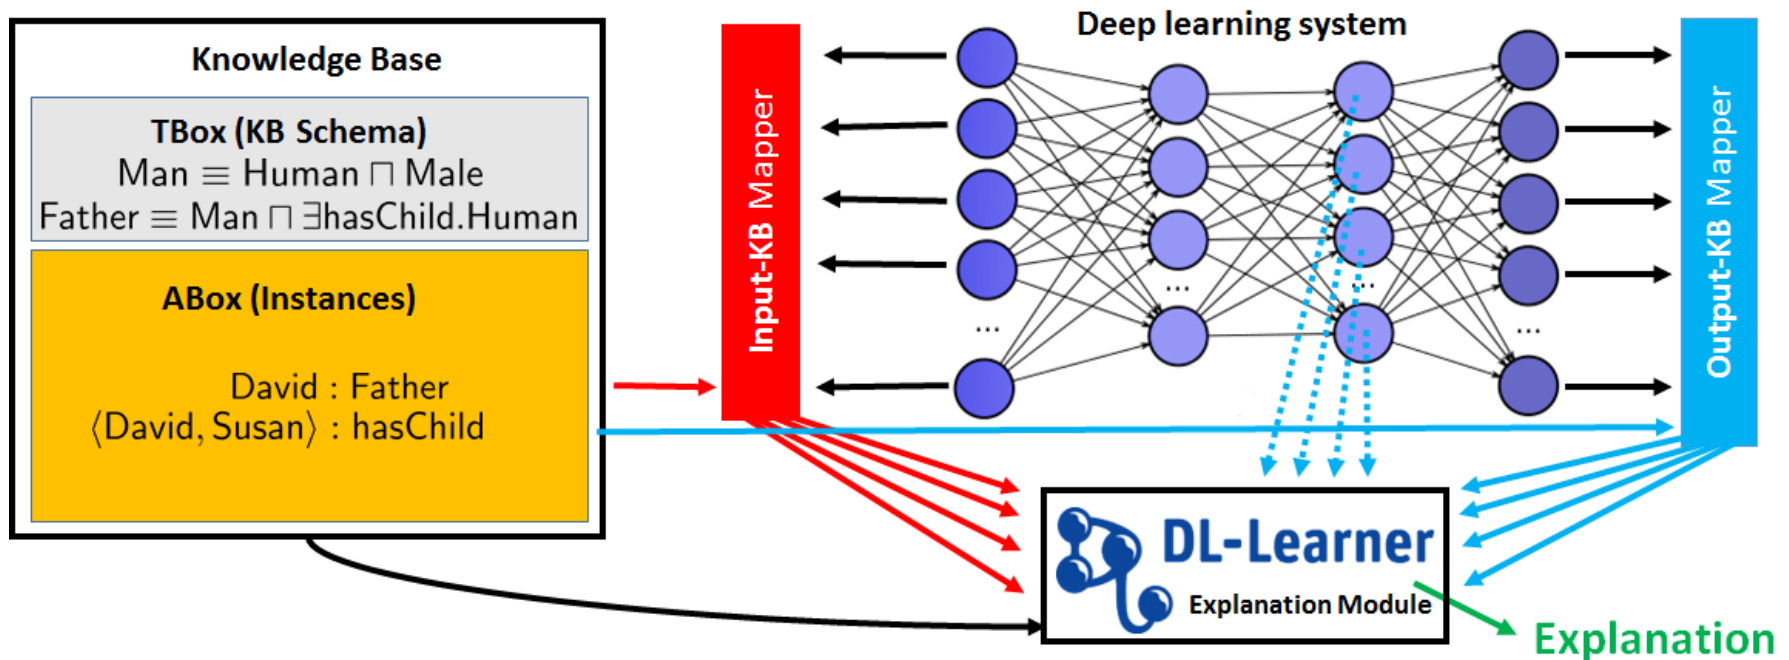 Knowledge Base
TBox (KB Schema)
Man ≡ Human ⊓ Male
Father ≡ Man ⊓ ∃hasChild.Human
ABox (Instances)
David : Father
⟨David, Susan⟩ : hasChild
Input-KB Mapper
Deep learning system
...
...
...
...
Output-KB Mapper
DL-Learner
Explanation Module
Explanation